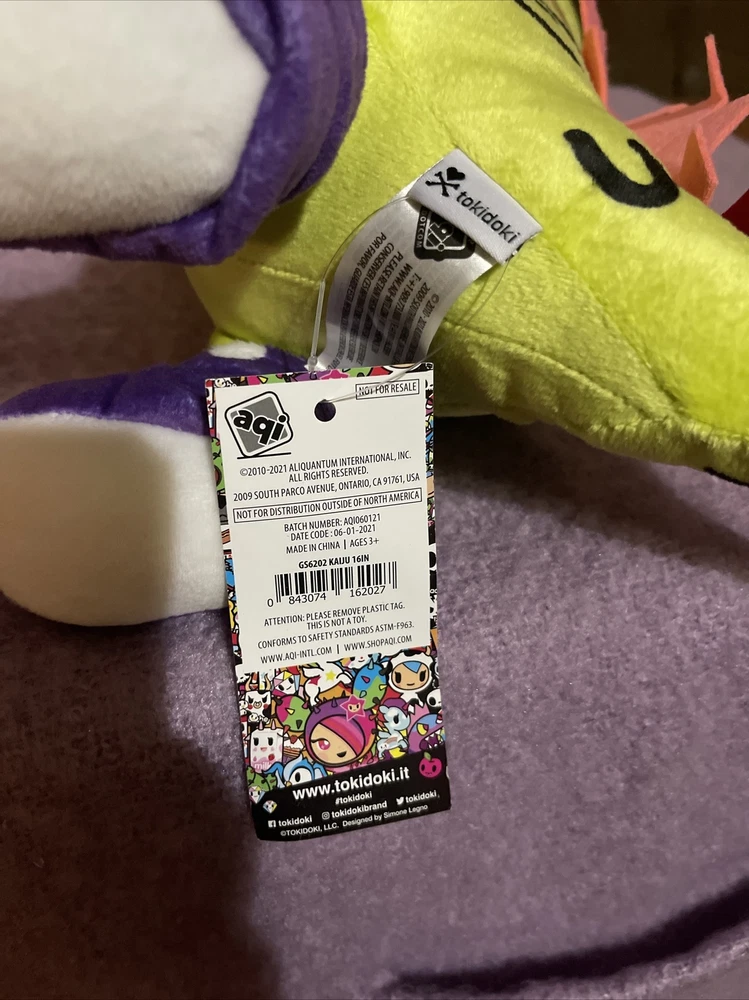 tokidoki
NOT FOR RESALE
aqi
©2010-2021 ALIQUANTUM INTERNATIONAL, INC.
ALL RIGHTS RESERVED.
2009 SOUTH PARCO AVENUE, ONTARIO, CA 91761, USA
NOT FOR DISTRIBUTION OUTSIDE OF NORTH AMERICA
BATCH NUMBER: AQI060121
DATE CODE : 06-01-2021
MADE IN CHINA | AGES 3+
GS6202 KAIJU 16IN
0 843074 162027
ATTENTION: PLEASE REMOVE PLASTIC TAG.
THIS IS NOT A TOY.
CONFORMS TO SAFETY STANDARDS ASTM-F963.
WWW.AQI-INTL.COM | WWW.SHOPAQI.COM
milk
www.tokidoki.it
#tokidoki
tokidoki tokidokibrand tokidoki
©TOKIDOKI, LLC. Designed by Simone Legno